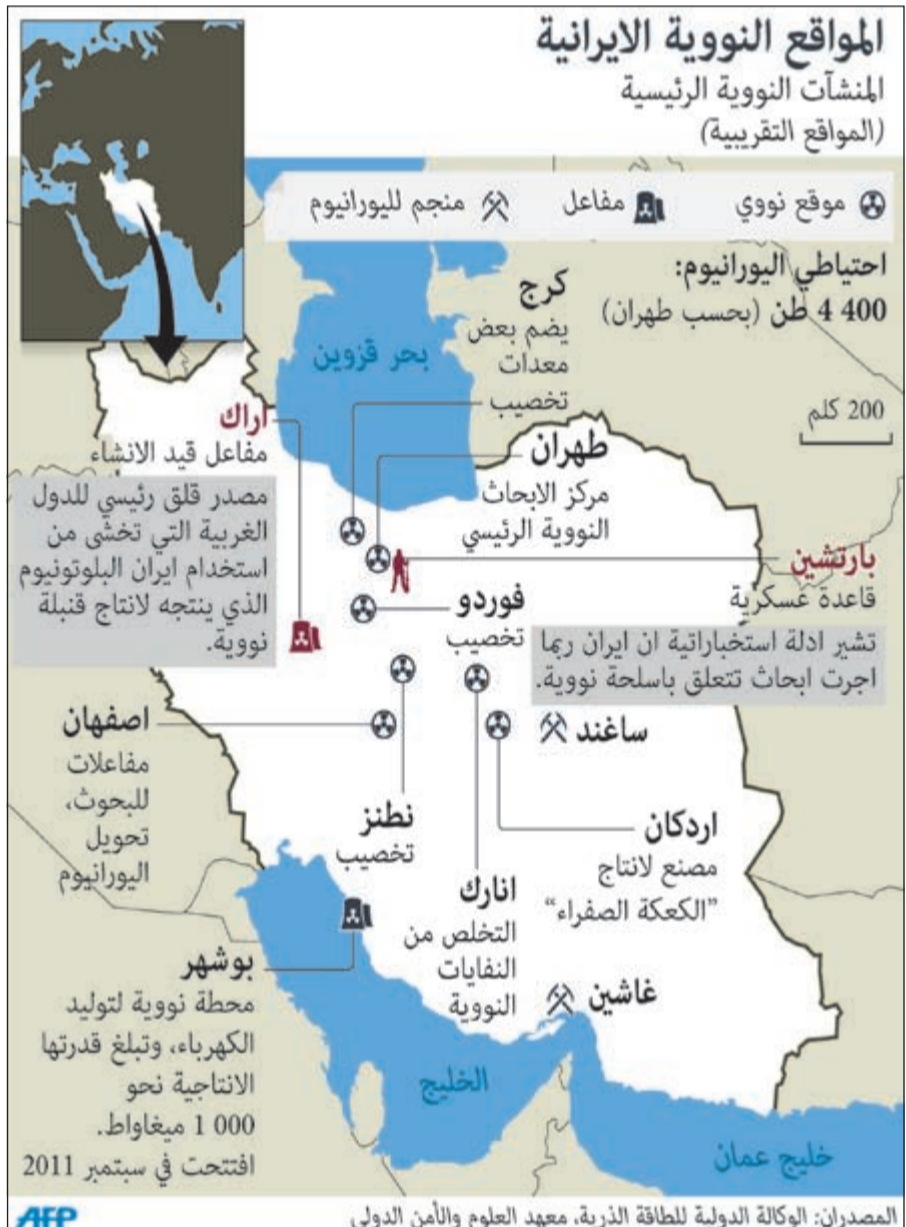 المواقع النووية الايرانية
المنشآت النووية الرئيسية
(المواقع التقريبية)
موقع نووي
مفاعل
منجم لليورانيوم
احتياطي اليورانيوم:
4 400 طن (بحسب طهران)
200 كلم
كرج
يضم بعض
معدات
تخصيب
بحر قزوين
طهران
مركز الابحاث
النووية الرئيسي
اراك
مفاعل قيد الانشاء
مصدر قلق رئيسي للدول
الغربية التي تخشى من
استخدام ايران البلوتونيوم
الذي ينتجه لانتاج قنبلة
نووية.
بارتشين
قاعدة عسكرية
تشير ادلة استخباراتية ان ايران ربما
اجرت ابحاث تتعلق باسلحة نووية.
فوردو
تخصيب
ساغند
اصفهان
مفاعلات
للبحوث،
تحويل
اليورانيوم
نطنز
تخصيب
اردكان
مصنع لانتاج
"الكعكة الصفراء"
انارك
التخلص من
النفايات
النووية
غاشين
بوشهر
محطة نووية لتوليد
الكهرباء، وتبلغ قدرتها
الانتاجية نحو
1 000 ميغاواط.
افتتحت في سبتمبر 2011
الخليج
خليج عمان
المصدران: الوكالة الدولية للطاقة الذرية، معهد العلوم والأمن الدولي
AFP